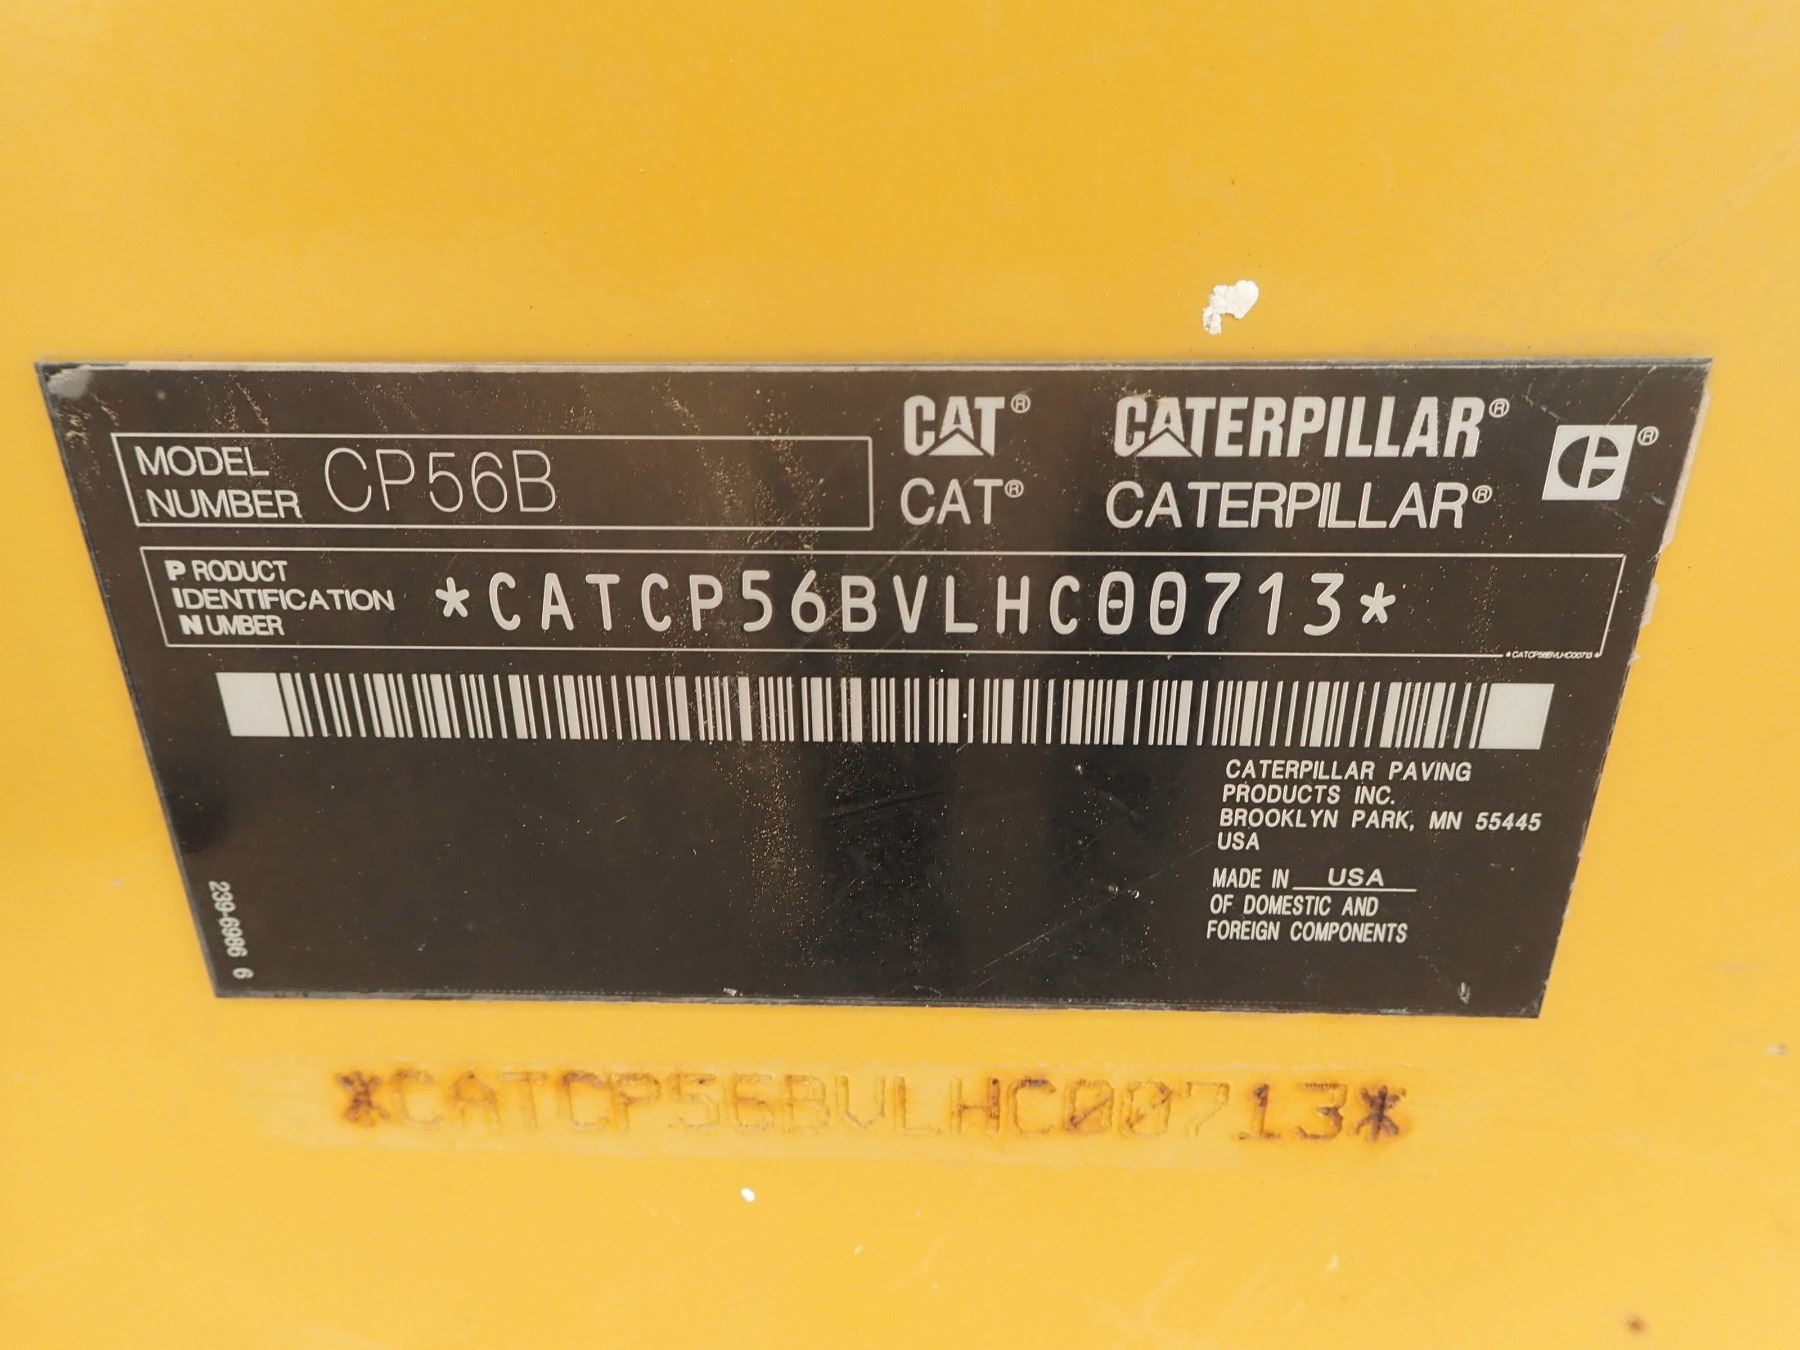 MODEL NUMBER CP56B
CAT® CATERPILLAR® ®
CAT® CATERPILLAR®
PRODUCT
IDENTIFICATION
NUMBER
*CATCP56BVLHC00713*
*CATCP56BVLHC00713*
CATERPILLAR PAVING
PRODUCTS INC.
BROOKLYN PARK, MN 55445
USA
MADE IN USA
OF DOMESTIC AND
FOREIGN COMPONENTS
239-6986 6
*CATCP56BVLHC00713*